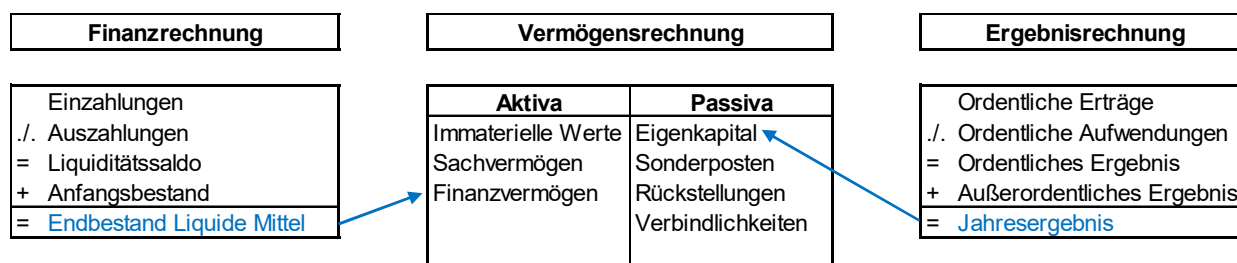 Finanzrechnung
Einzahlungen
./. Auszahlungen
= Liquiditätssaldo
+ Anfangsbestand
= Endbestand Liquide Mittel
Vermögensrechnung
Aktiva Passiva
Immaterielle Werte Eigenkapital
Sachvermögen Sonderposten
Finanzvermögen Rückstellungen
Verbindlichkeiten
Ergebnisrechnung
Ordentliche Erträge
./. Ordentliche Aufwendungen
= Ordentliches Ergebnis
+ Außerordentliches Ergebnis
= Jahresergebnis